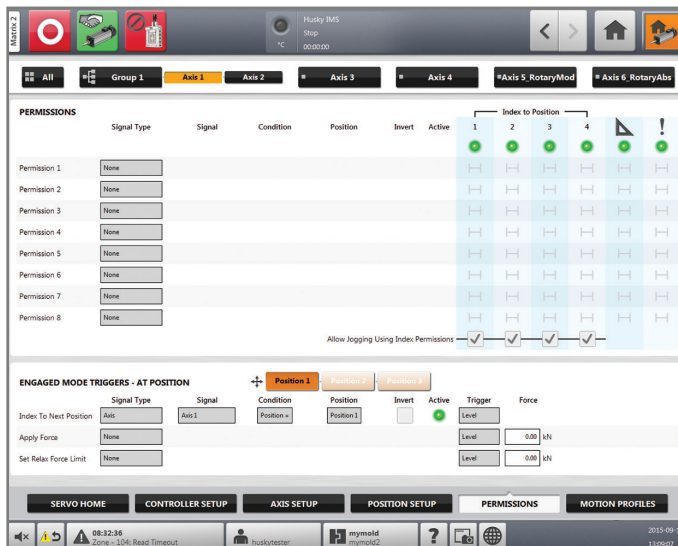 Matrix 2
Husky IMS
Stop
°C 00:00:00
All Group 1 Axis 1 Axis 2 Axis 3 Axis 4 Axis 5_RotaryMod Axis 6_RotaryAbs
PERMISSIONS
Index to Position
Signal Type Signal Condition Position Invert Active 1 2 3 4 !
Permission 1 None
Permission 2 None
Permission 3 None
Permission 4 None
Permission 5 None
Permission 6 None
Permission 7 None
Permission 8 None
Allow Jogging Using Index Permissions
ENGAGED MODE TRIGGERS - AT POSITION Position 1 Position 2 Position 3
Signal Type Signal Condition Position Invert Active Trigger Force
Index To Next Position Axis Axis 1 Position = Position 1 Level
Apply Force None Level 0.00 kN
Set Relax Force Limit None Level 0.00 kN
SERVO HOME CONTROLLER SETUP AXIS SETUP POSITION SETUP PERMISSIONS MOTION PROFILES
08:32:36
Zone - 104: Read Timeout
huskytester
mymold
mymold2
?
2015-09-1
13:09:07